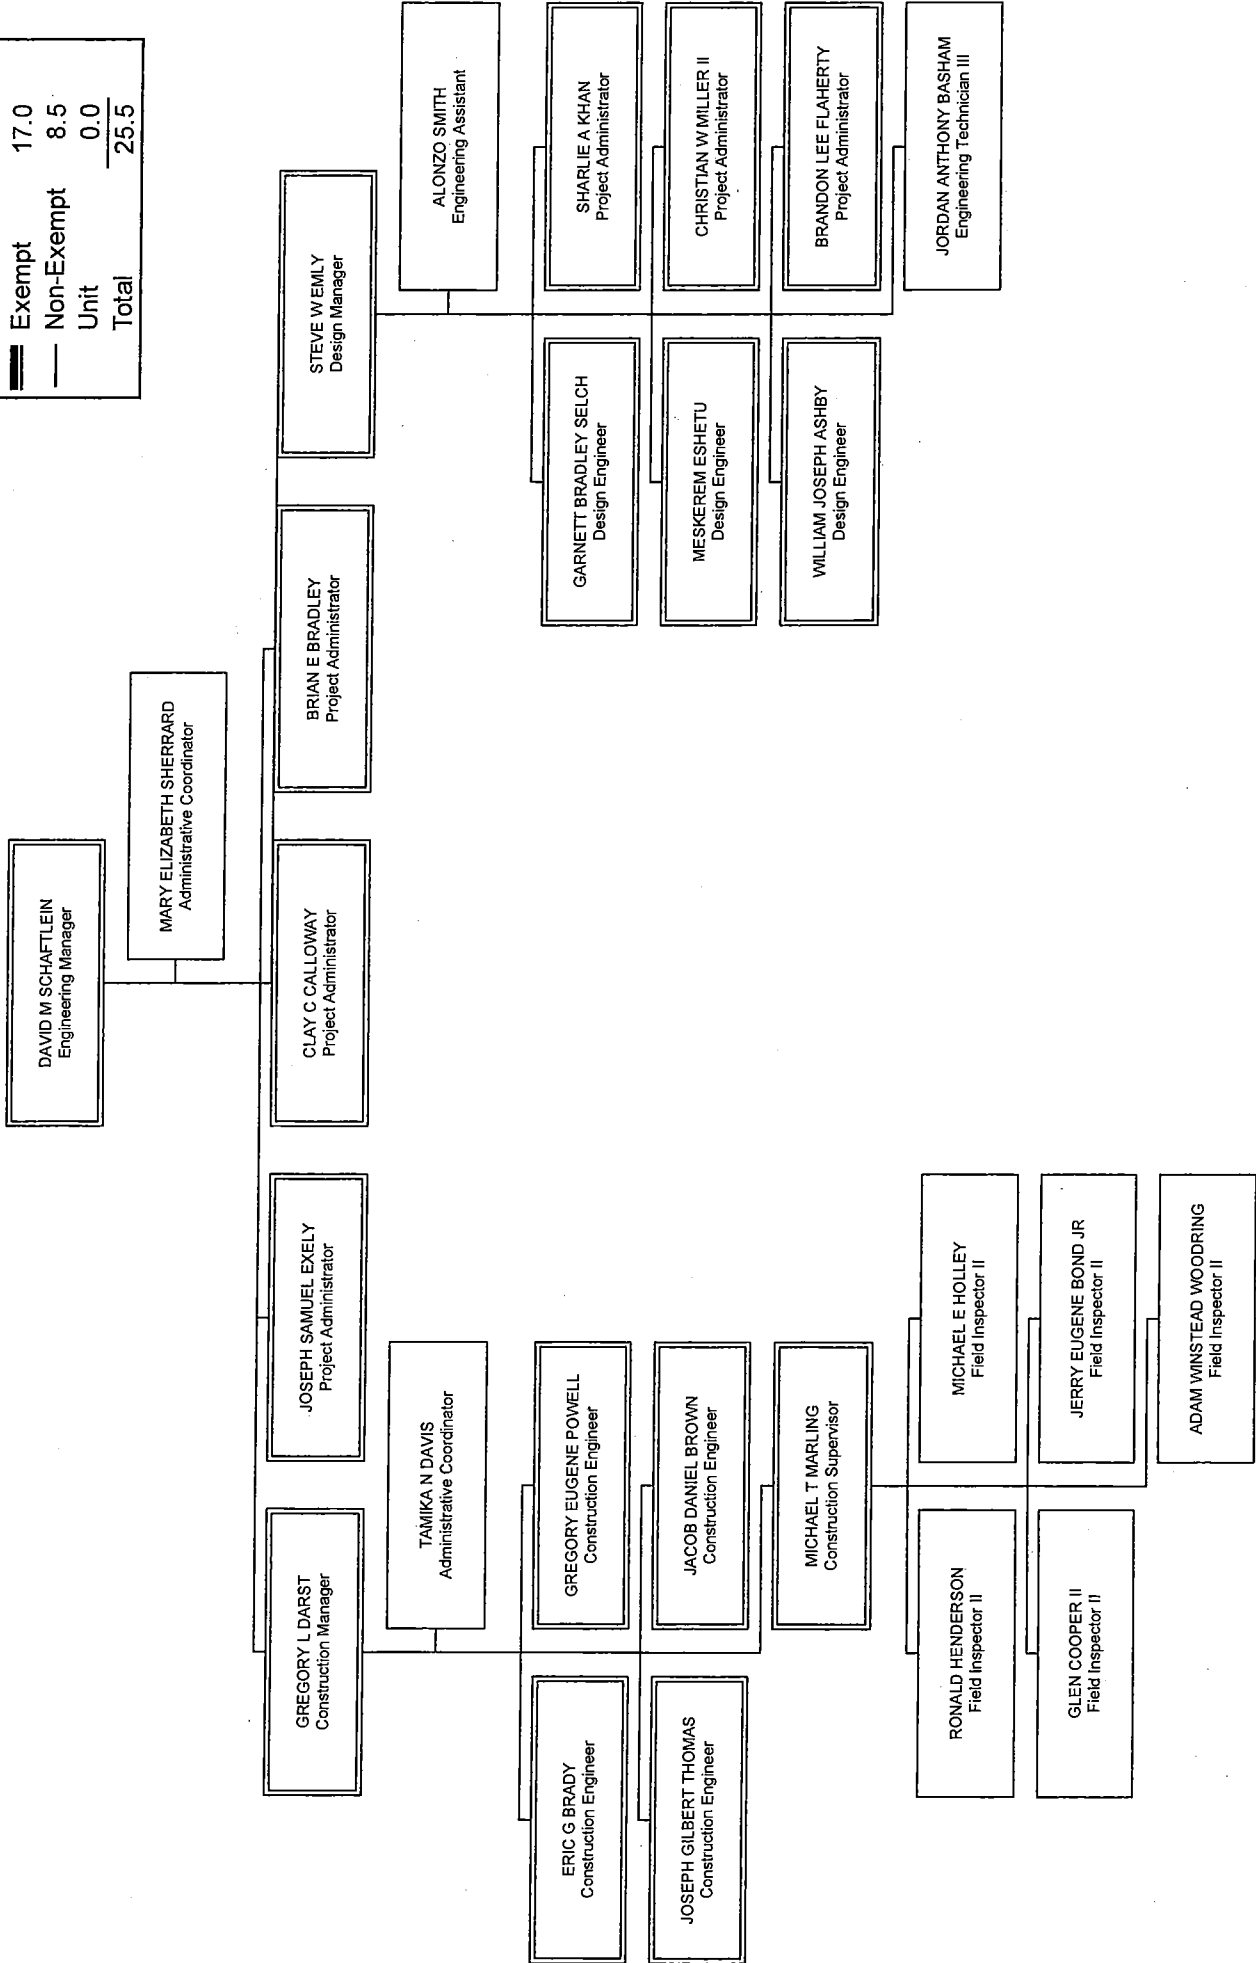 Exempt 17.0
Non-Exempt 8.5
Unit 0.0
Total 25.5
DAVID M SCHAFTLEIN
Engineering Manager
MARY ELIZABETH SHERRARD
Administrative Coordinator
GREGORY L DARST
Construction Manager
JOSEPH SAMUEL EXELY
Project Administrator
CLAY C CALLOWAY
Project Administrator
BRIAN E BRADLEY
Project Administrator
STEVE W EMLY
Design Manager
TAMIKA N DAVIS
Administrative Coordinator
ERIC G BRADY
Construction Engineer
GREGORY EUGENE POWELL
Construction Engineer
JOSEPH GILBERT THOMAS
Construction Engineer
JACOB DANIEL BROWN
Construction Engineer
MICHAEL T MARLING
Construction Supervisor
RONALD HENDERSON
Field Inspector II
MICHAEL E HOLLEY
Field Inspector II
GLEN COOPER II
Field Inspector II
JERRY EUGENE BOND JR
Field Inspector II
ADAM WINSTEAD WOODRING
Field Inspector II
ALONZO SMITH
Engineering Assistant
GARNETT BRADLEY SELCH
Design Engineer
SHARLIE A KHAN
Project Administrator
MESKEREM ESHETU
Design Engineer
CHRISTIAN W MILLER II
Project Administrator
WILLIAM JOSEPH ASHBY
Design Engineer
BRANDON LEE FLAHERTY
Project Administrator
JORDAN ANTHONY BASHAM
Engineering Technician III